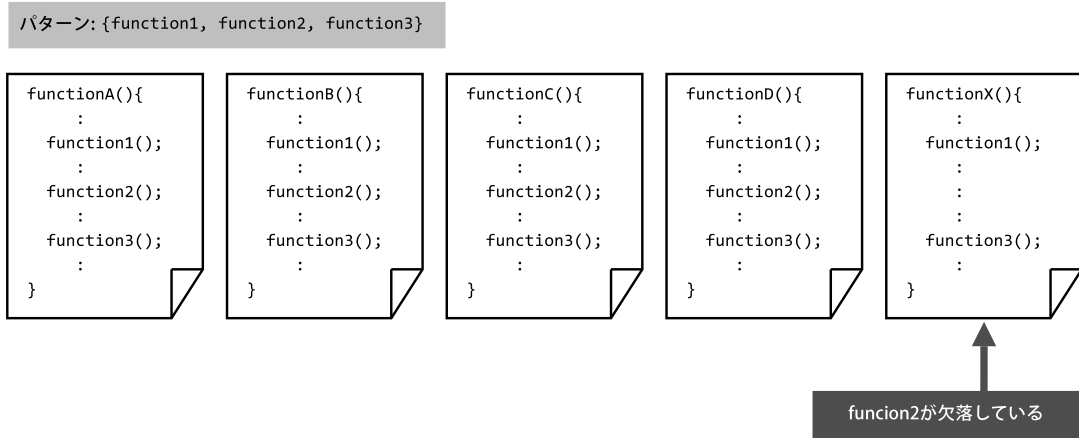 パターン: {function1, function2, function3}
functionA(){
:
function1();
:
function2();
:
function3();
:
}
functionB(){
:
function1();
:
function2();
:
function3();
:
}
functionC(){
:
function1();
:
function2();
:
function3();
:
}
functionD(){
:
function1();
:
function2();
:
function3();
:
}
functionX(){
:
function1();
:
:
:
function3();
:
}
funcion2が欠落している